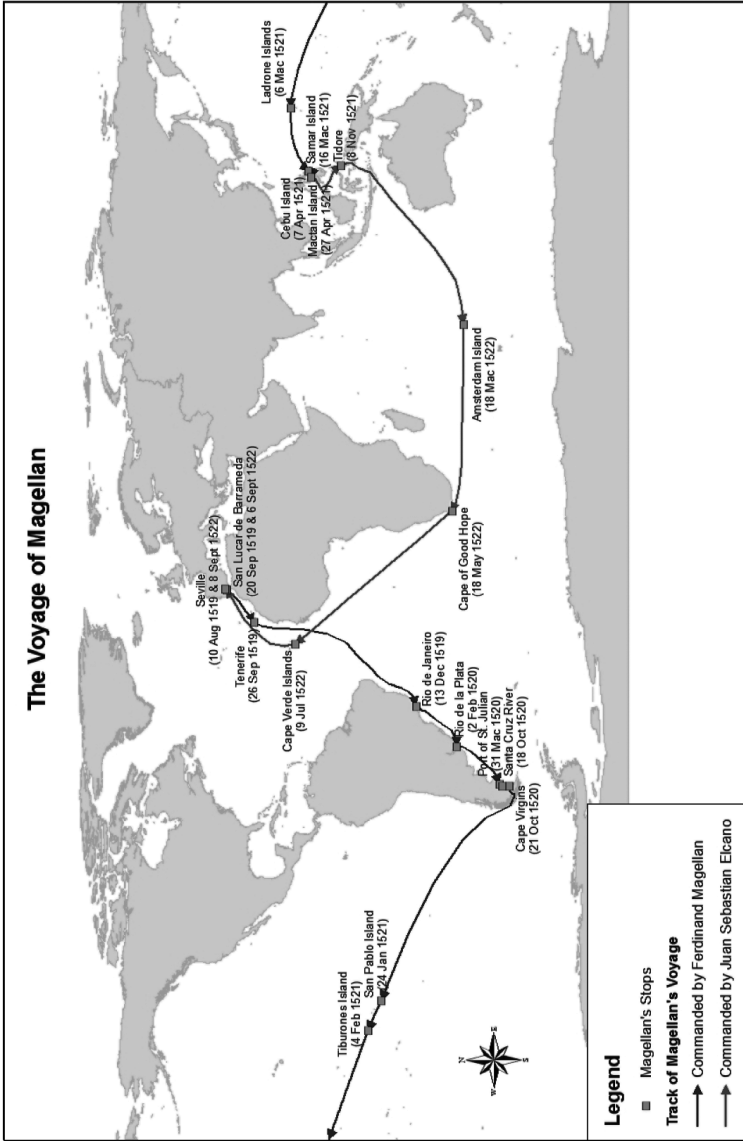 The Voyage of Magellan
Seville
(10 Aug 1519 & 8 Sept 1522)
San Lucar de Barrameda
(20 Sep 1519 & 6 Sept 1522)
Tenerife
(26 Sep 1519)
Cape Verde Islands
(9 Jul 1522)
Ladrone Islands
(6 Mac 1521)
Samar Island
(16 Mac 1521)
Cebu Island
(7 Apr 1521)
Mactan Island
(27 Apr 1521)
Tidore
(8 Nov 1521)
Amsterdam Island
(18 Mac 1522)
Cape of Good Hope
(18 May 1522)
Rio de Janeiro
(13 Dec 1519)
Rio de la Plata
(2 Feb 1520)
Port of St. Julian
(31 Mac 1520)
Santa Cruz River
(18 Oct 1520)
Cape Virgins
(21 Oct 1520)
San Pablo Island
(24 Jan 1521)
Tiburones Island
(4 Feb 1521)
N
W
E
S
Legend
Magellan's Stops
Track of Magellan's Voyage
Commanded by Ferdinand Magellan
Commanded by Juan Sebastian Elcano